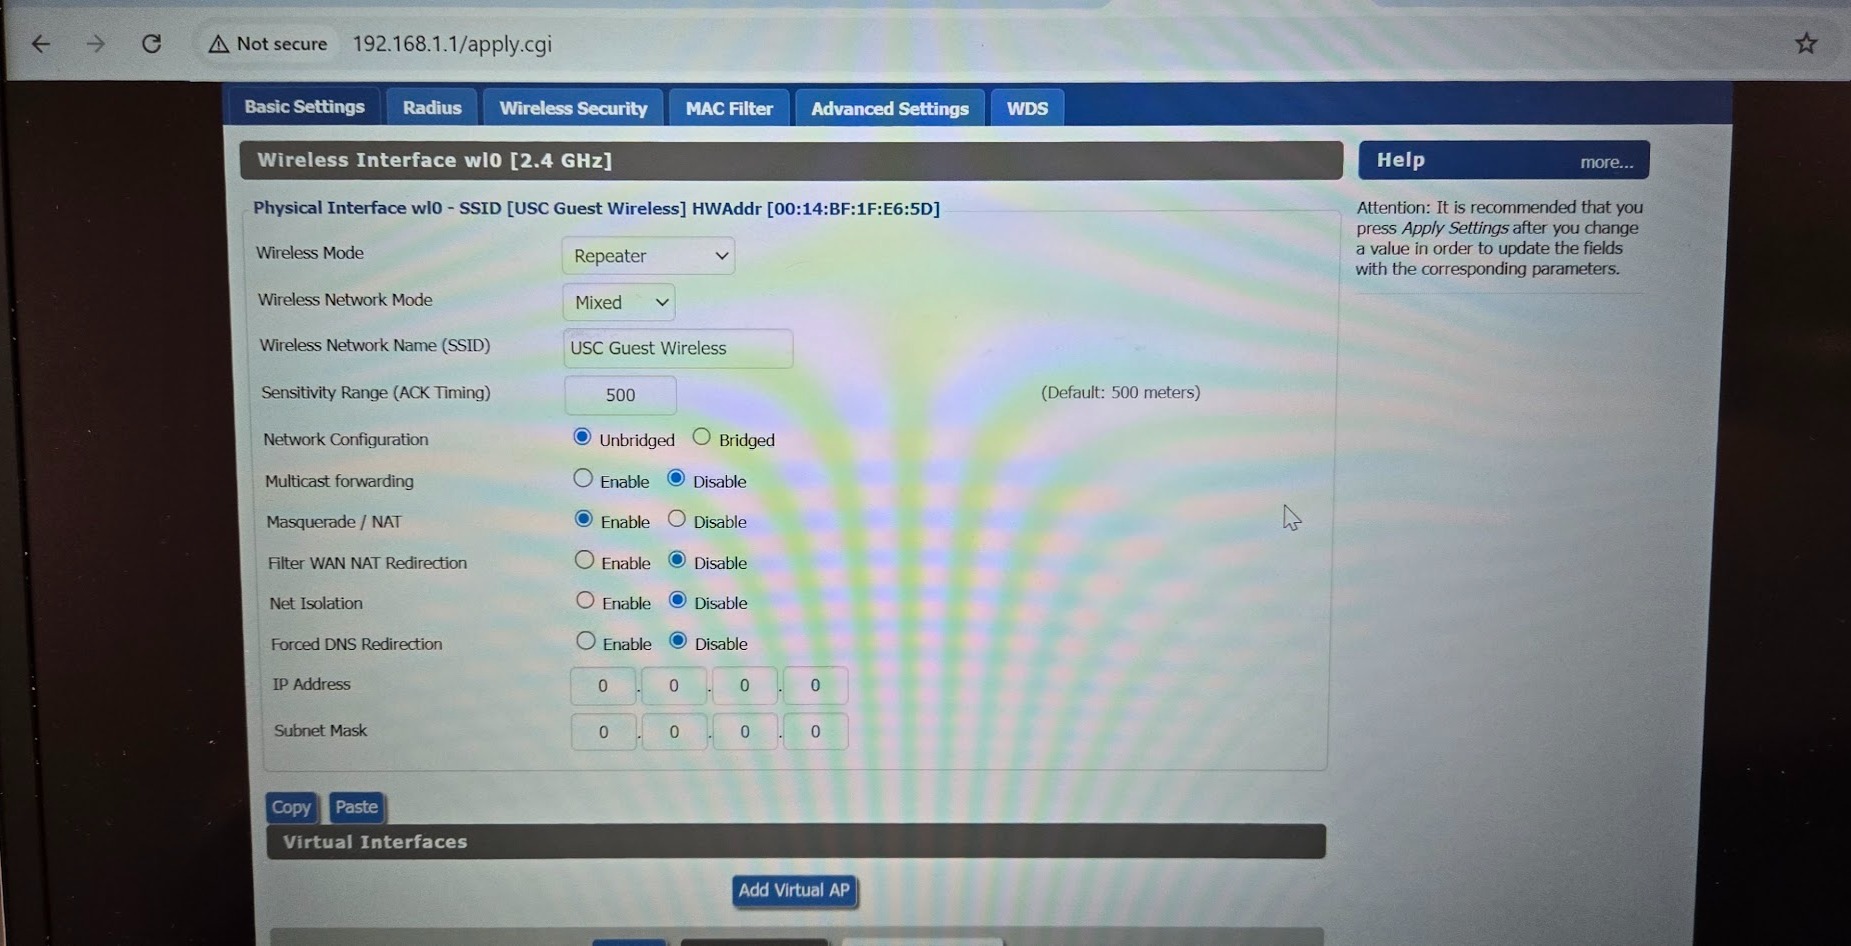 Not secure 192.168.1.1/apply.cgi
Basic Settings Radius Wireless Security MAC Filter Advanced Settings WDS
Wireless Interface wl0 [2.4 GHz]
Help more...
Physical Interface wl0 - SSID [USC Guest Wireless] HWAddr [00:14:BF:1F:E6:5D]
Attention: It is recommended that you
press Apply Settings after you change
a value in order to update the fields
with the corresponding parameters.
Wireless Mode Repeater
Wireless Network Mode Mixed
Wireless Network Name (SSID) USC Guest Wireless
Sensitivity Range (ACK Timing) 500 (Default: 500 meters)
Network Configuration Unbridged Bridged
Multicast forwarding Enable Disable
Masquerade / NAT Enable Disable
Filter WAN NAT Redirection Enable Disable
Net Isolation Enable Disable
Forced DNS Redirection Enable Disable
IP Address 0 . 0 . 0 . 0
Subnet Mask 0 . 0 . 0 . 0
Copy Paste
Virtual Interfaces
Add Virtual AP